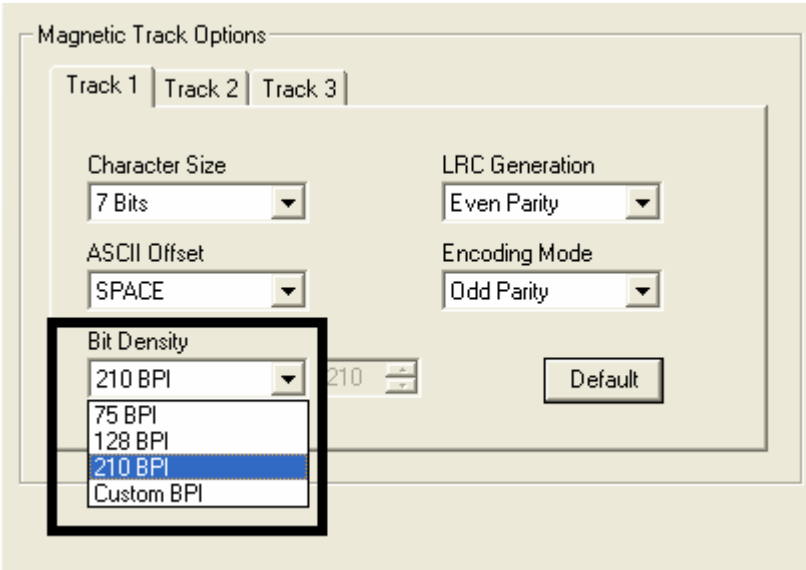 Magnetic Track Options
Track 1 Track 2 Track 3
Character Size LRC Generation
7 Bits Even Parity
ASCII Offset Encoding Mode
SPACE Odd Parity
Bit Density
210 BPI 210 Default
75 BPI
128 BPI
210 BPI
Custom BPI